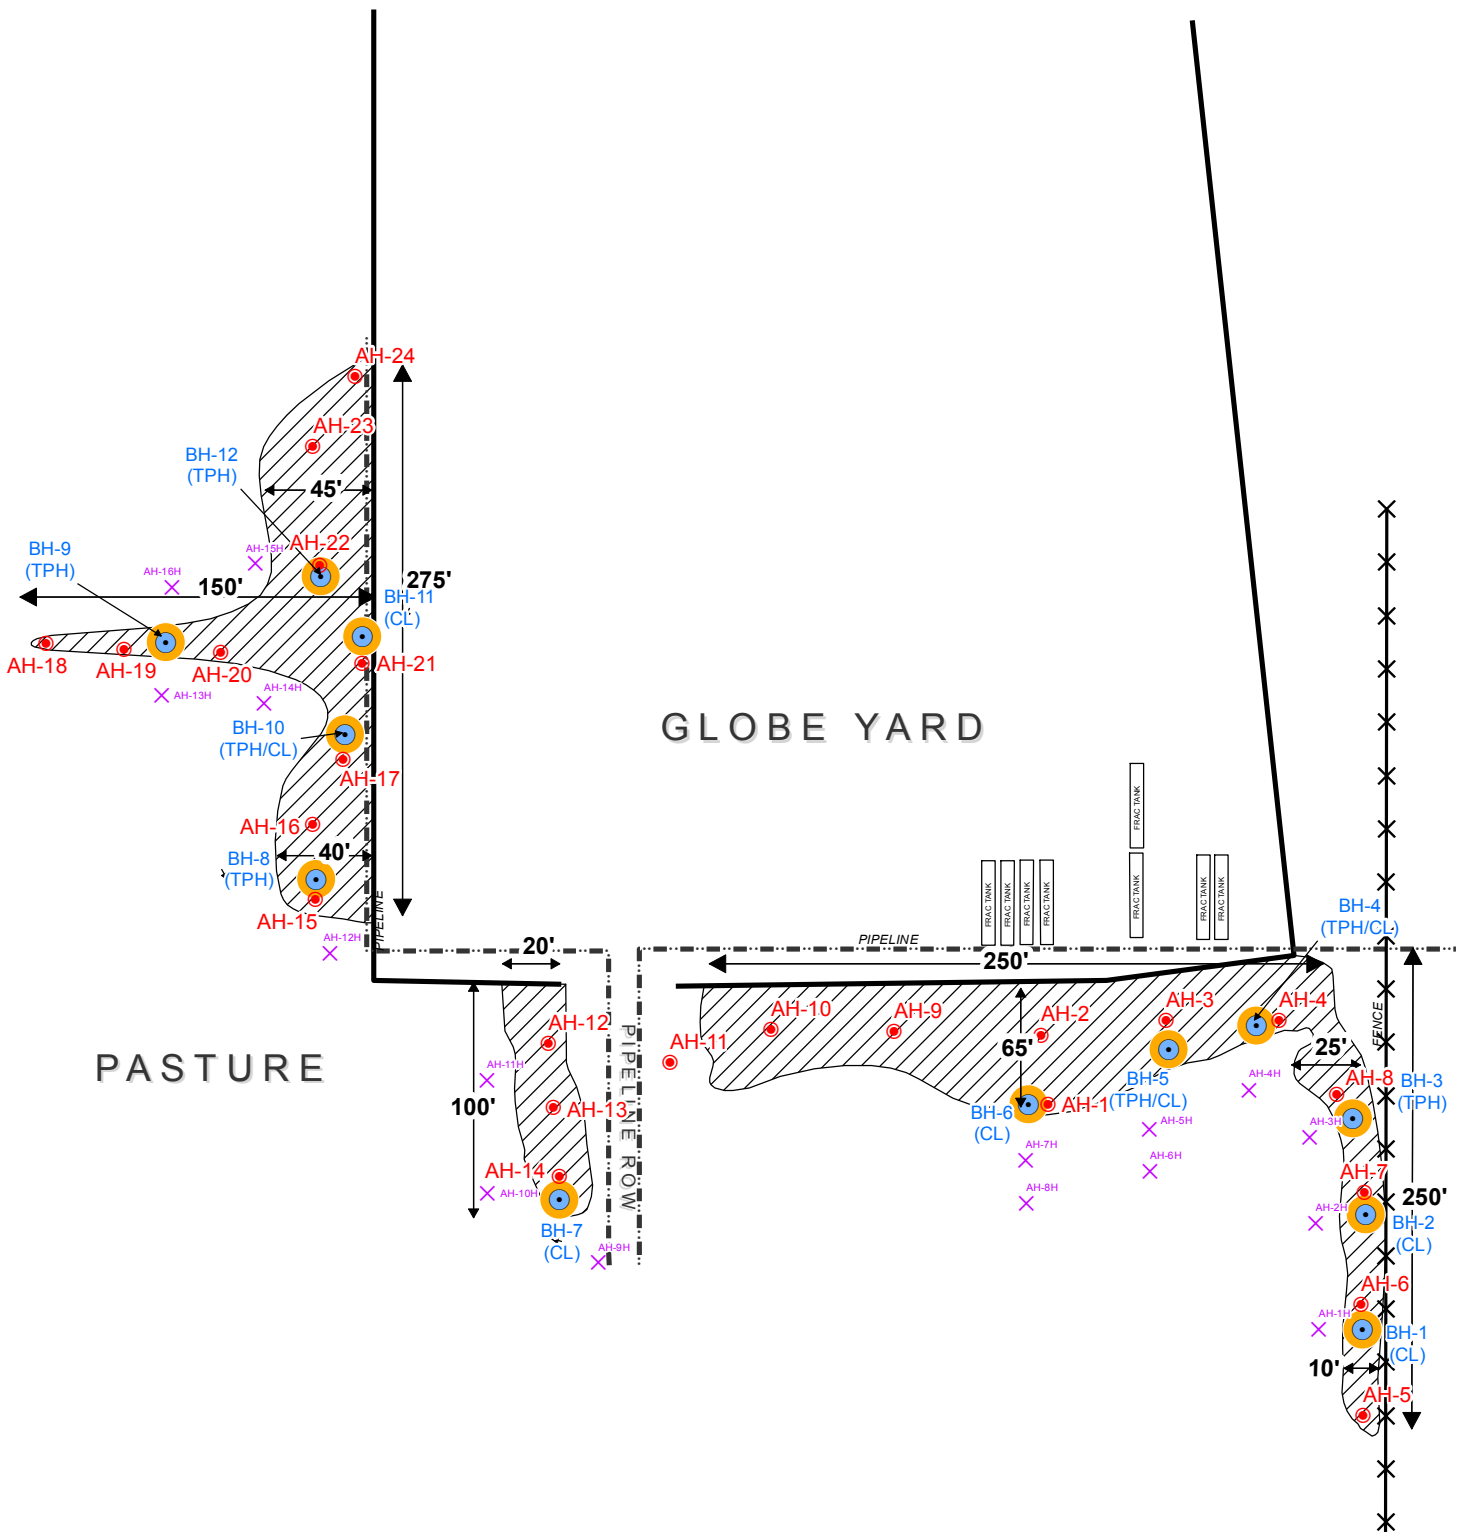 AH-24
AH-23
BH-12
(TPH)
45'
AH-22
AH-15H
BH-9
(TPH)
AH-16H
150'
275'
BH-11
(CL)
AH-18
AH-19
AH-20
AH-21
AH-13H
AH-14H
BH-10
(TPH/CL)
GLOBE YARD
AH-17
AH-16
40'
BH-8
(TPH)
AH-15
AH-12H
PIPELINE
FRAC TANK
FRAC TANK
FRAC TANK
FRAC TANK
FRAC TANK
FRAC TANK
FRAC TANK
FRAC TANK
BH-4
(TPH/CL)
20'
PIPELINE
250'
AH-12
AH-11
AH-10
AH-9
AH-2
AH-3
AH-4
FENCE
65'
25'
PASTURE
AH-11H
100'
AH-13
PIPELINE ROW
BH-6
(CL)
AH-1
BH-5
(TPH/CL)
AH-4H
AH-8
BH-3
(TPH)
AH-5H
AH-3H
AH-7H
AH-6H
AH-14
AH-10H
AH-8H
AH-7
250'
AH-2H
BH-2
(CL)
BH-7
(CL)
AH-9H
AH-6
AH-1H
BH-1
(CL)
10'
AH-5